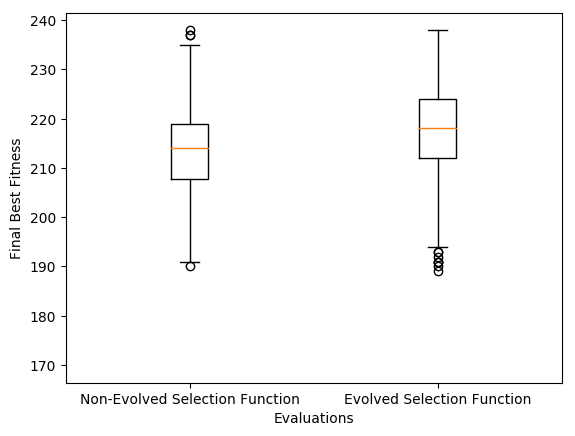 240
230
220
210
200
190
180
170
Final Best Fitness
Non-Evolved Selection Function
Evolved Selection Function
Evaluations